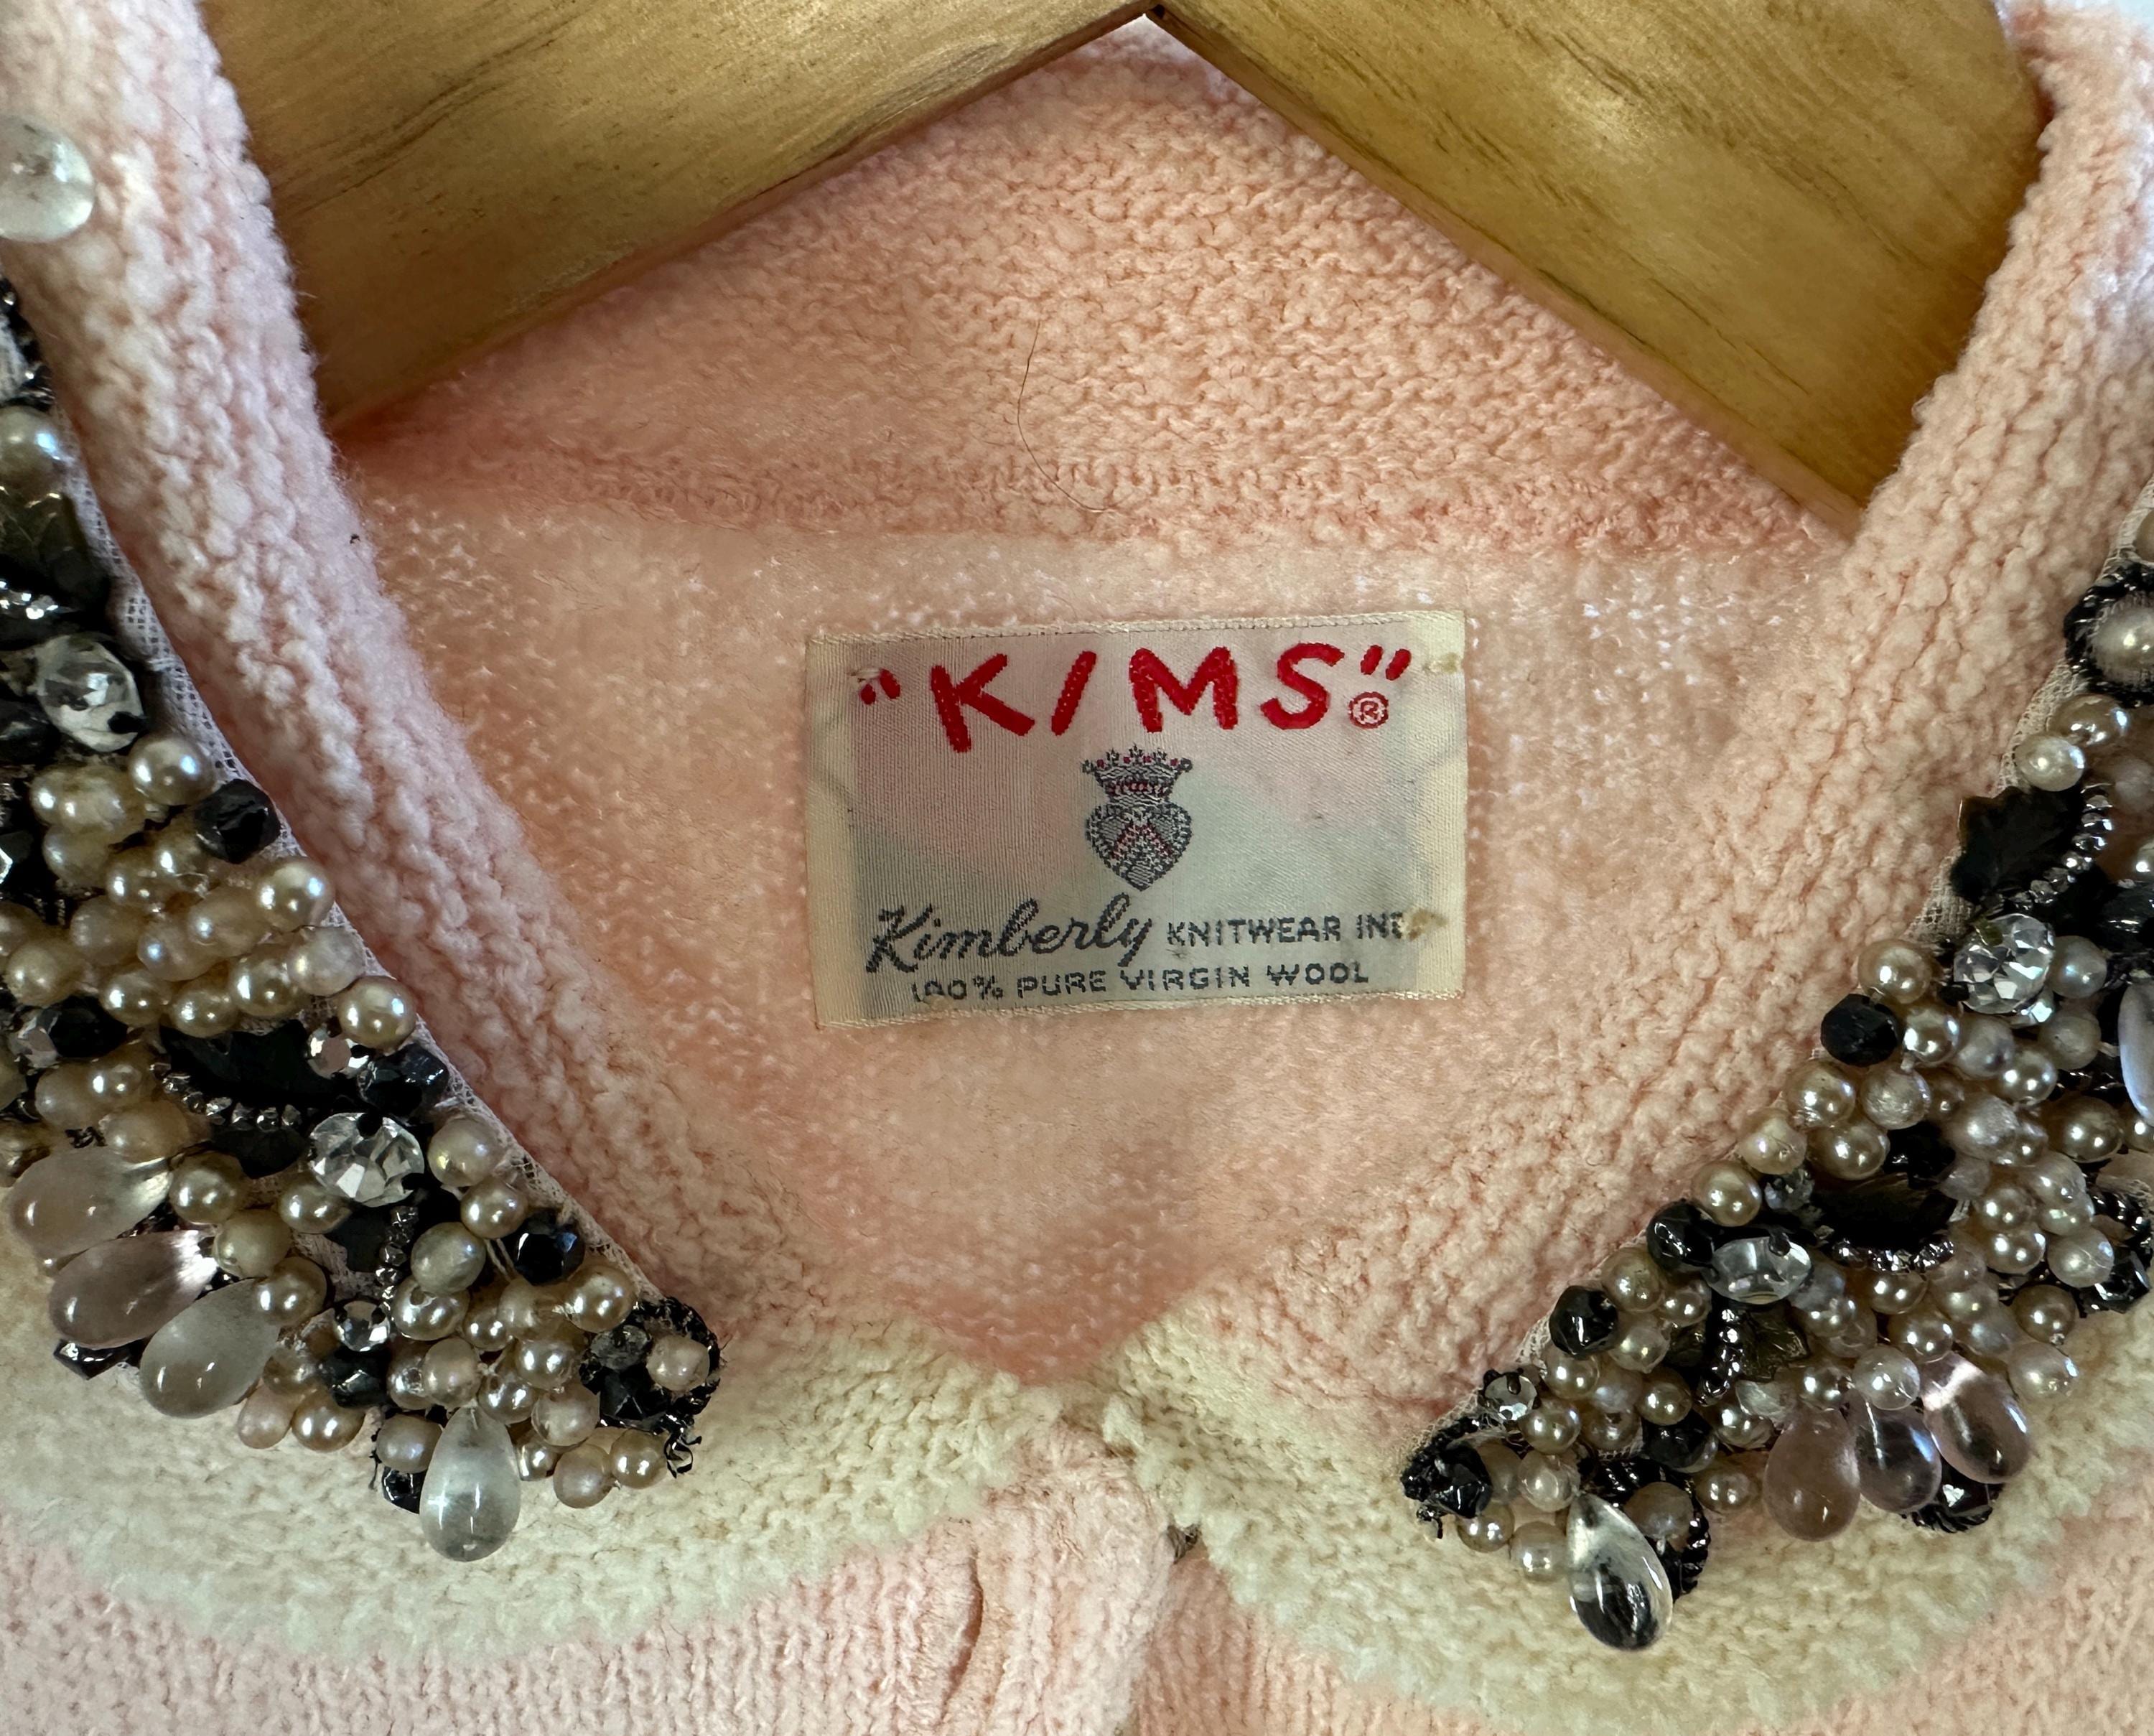 "KIMS"®
Kimberly KNITWEAR INC
100% PURE VIRGIN WOOL